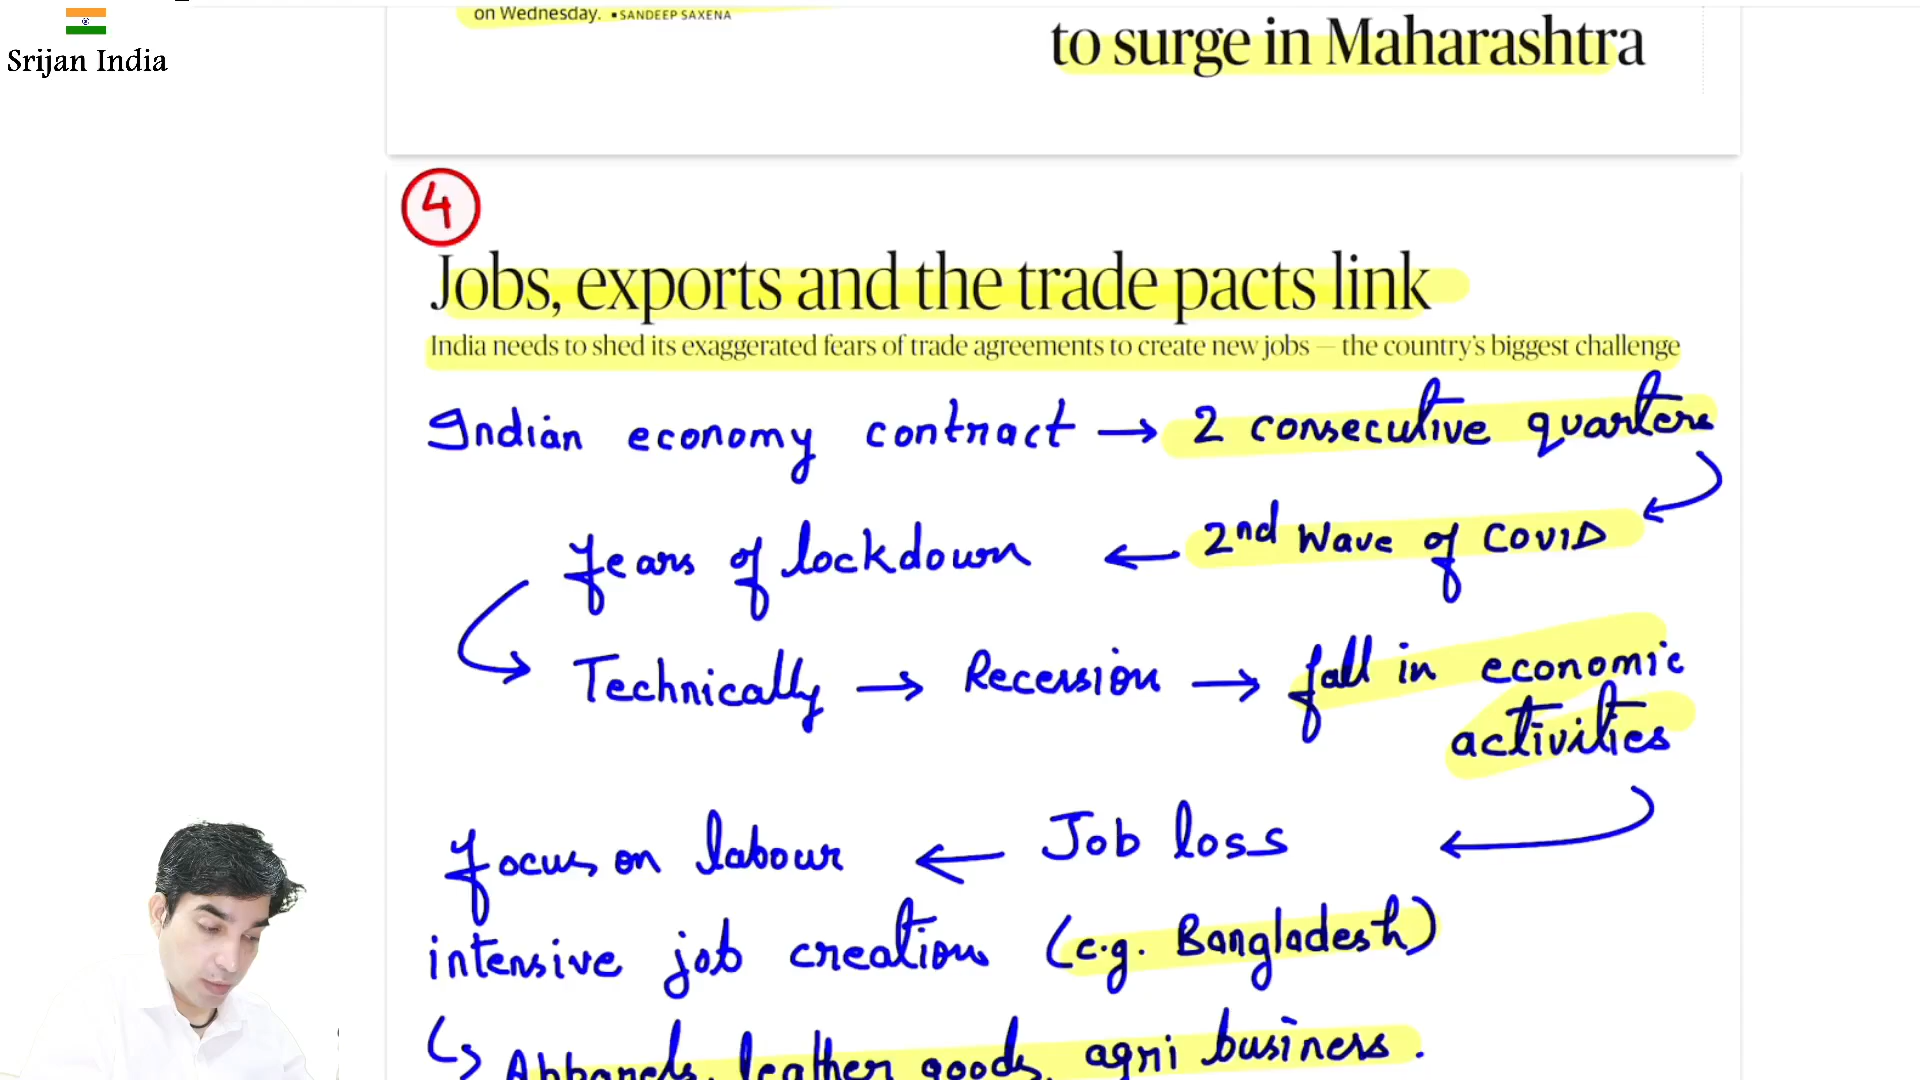 Srijan India
on Wednesday. ▪SANDEEP SAXENA
to surge in Maharashtra
4
Jobs, exports and the trade pacts link
India needs to shed its exaggerated fears of trade agreements to create new jobs — the country's biggest challenge
Indian economy contract → 2 consecutive quarters
fears of lockdown ← 2nd Wave of COVID
Technically → Recession → fall in economic
activities
focus on labour ← Job loss
intensive job creation (e.g. Bangladesh)
Apparels, leather goods, agri business.